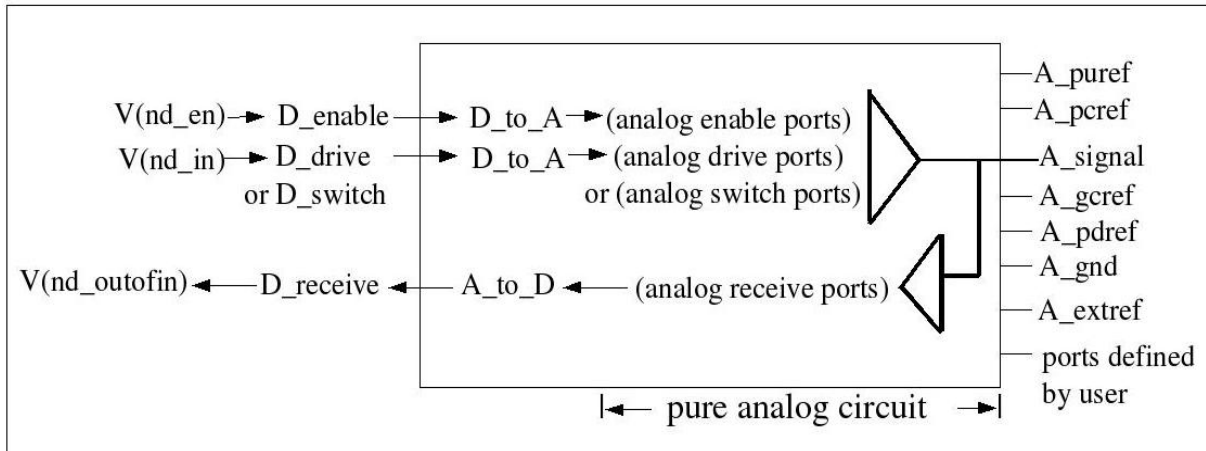 A_puref
V(nd_en) D_enable D_to_A (analog enable ports) A_pcref
V(nd_in) D_drive D_to_A (analog drive ports) A_signal
or D_switch or (analog switch ports) A_gcref
A_pdref
A_gnd
V(nd_outofin) D_receive A_to_D (analog receive ports)
A_extref
ports defined
by user
pure analog circuit